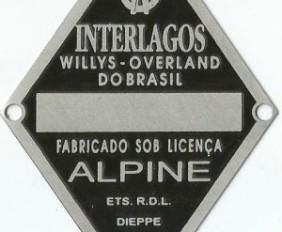 INTERLAGOS
WILLYS-OVERLAND
DO BRASIL
FABRICADO SOB LICENÇA
ALPINE
ETS. R.D.L.
DIEPPE